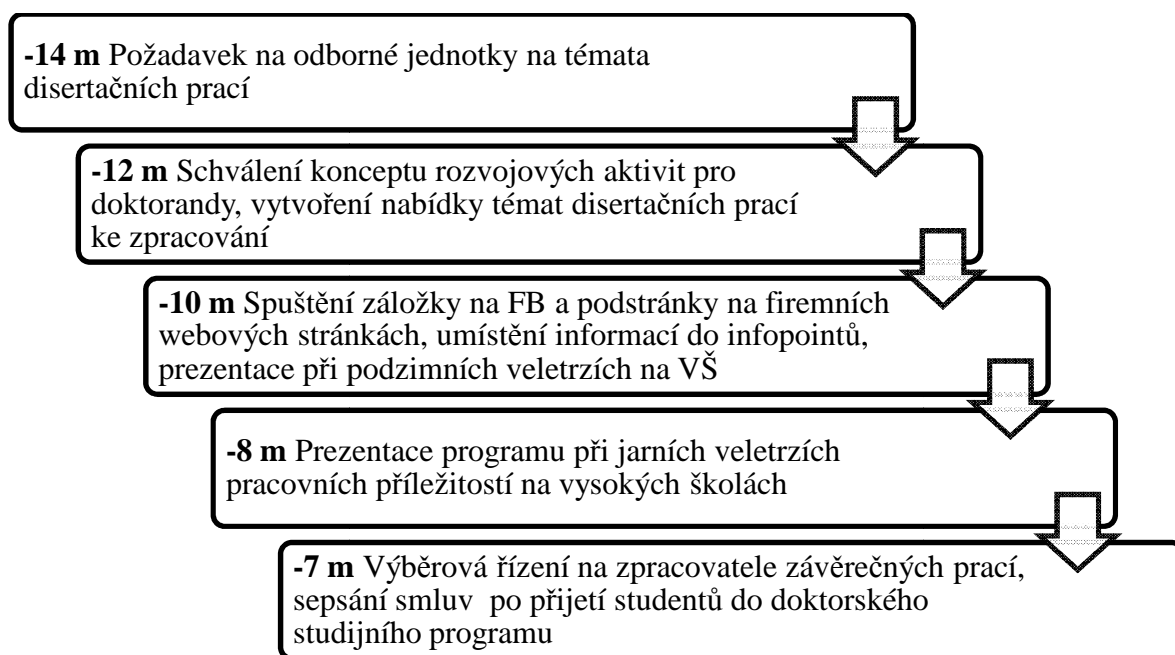 -14 m Požadavek na odborné jednotky na témata
disertačních prací
-12 m Schválení konceptu rozvojových aktivit pro
doktorandy, vytvoření nabídky témat disertačních prací
ke zpracování
-10 m Spuštění záložky na FB a podstránky na firemních
webových stránkách, umístění informací do infopointů,
prezentace při podzimních veletrzích na VŠ
-8 m Prezentace programu při jarních veletrzích
pracovních příležitostí na vysokých školách
-7 m Výběrová řízení na zpracovatele závěrečných prací,
sepsání smluv po přijetí studentů do doktorského
studijního programu